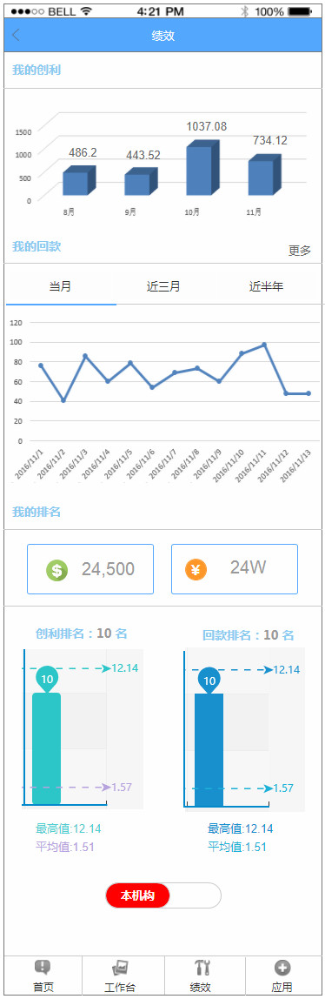 BELL 4:21 PM 100%
绩效
我的创利
1500
1000
500
0
486.2
443.52
1037.08
734.12
8月 9月 10月 11月
我的回款
更多
当月 近三月 近半年
120
100
80
60
40
20
0
2016/11/1 2016/11/2 2016/11/3 2016/11/4 2016/11/5 2016/11/6 2016/11/7 2016/11/8 2016/11/9 2016/11/10 2016/11/11 2016/11/12 2016/11/13
我的排名
$ 24,500 ¥ 24W
创利排名：10 名 回款排名：10 名
12.14 12.14
10 10
1.57 1.57
最高值:12.14 最高值:12.14
平均值:1.51 平均值:1.51
本机构
首页 工作台 绩效 应用